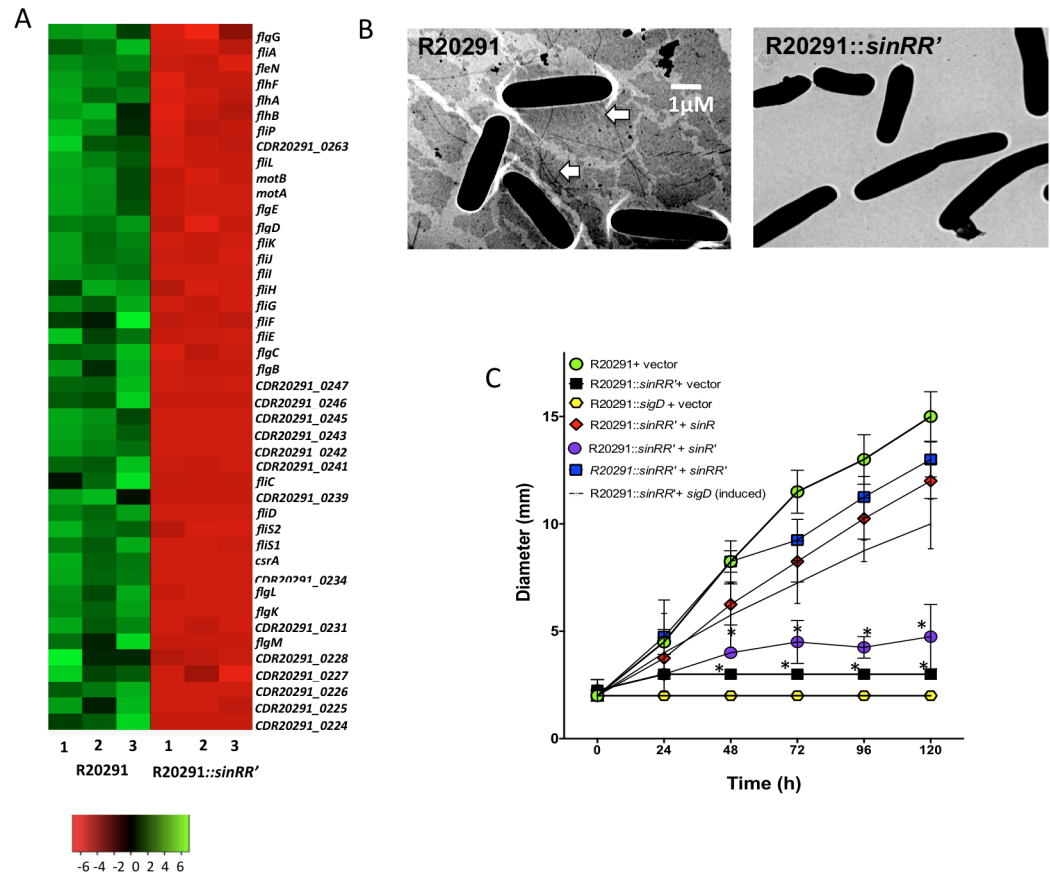 A
flgG
fliA
fleN
flhF
flhA
flhB
fliP
CDR20291_0263
fliL
motB
motA
flgE
flgD
fliK
fliJ
fliI
fliH
fliG
fliF
fliE
flgC
flgB
CDR20291_0247
CDR20291_0246
CDR20291_0245
CDR20291_0243
CDR20291_0242
CDR20291_0241
fliC
CDR20291_0239
fliD
fliS2
fliS1
csrA
CDR20291_0234
flgL
flgK
CDR20291_0231
flgM
CDR20291_0228
CDR20291_0227
CDR20291_0226
CDR20291_0225
CDR20291_0224
1 2 3 1 2 3
R20291 R20291::sinRR’
-6 -4 -2 0 2 4 6
B
R20291
1µM
R20291::sinRR’
C
R20291+ vector
R20291::sinRR'+ vector
R20291::sigD + vector
R20291::sinRR' + sinR
R20291::sinRR' + sinR'
R20291::sinRR' + sinRR'
R20291::sinRR'+ sigD (induced)
Diameter (mm)
15
10
5
0
* * * *
* * * *
0 24 48 72 96 120
Time (h)